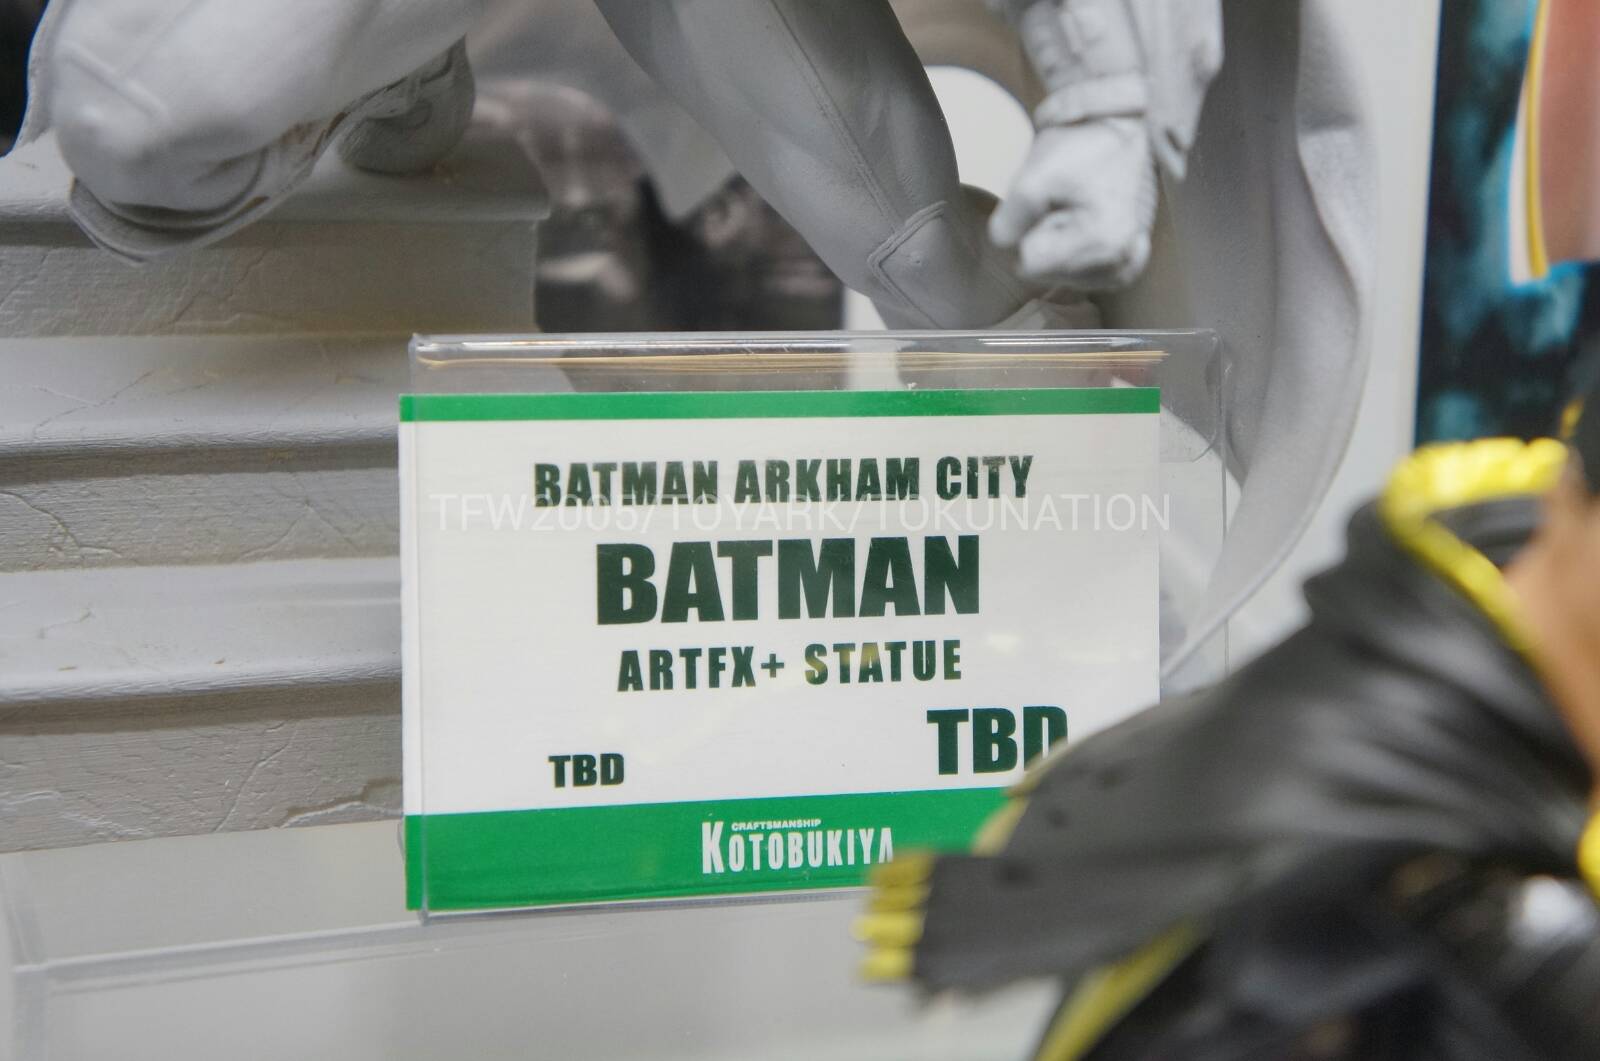 BATMAN ARKHAM CITY
TFW2005/TOYARK/TOKUNATION
BATMAN
ARTFX+ STATUE
TBD
TBD
CRAFTSMANSHIP
KOTOBUKIYA